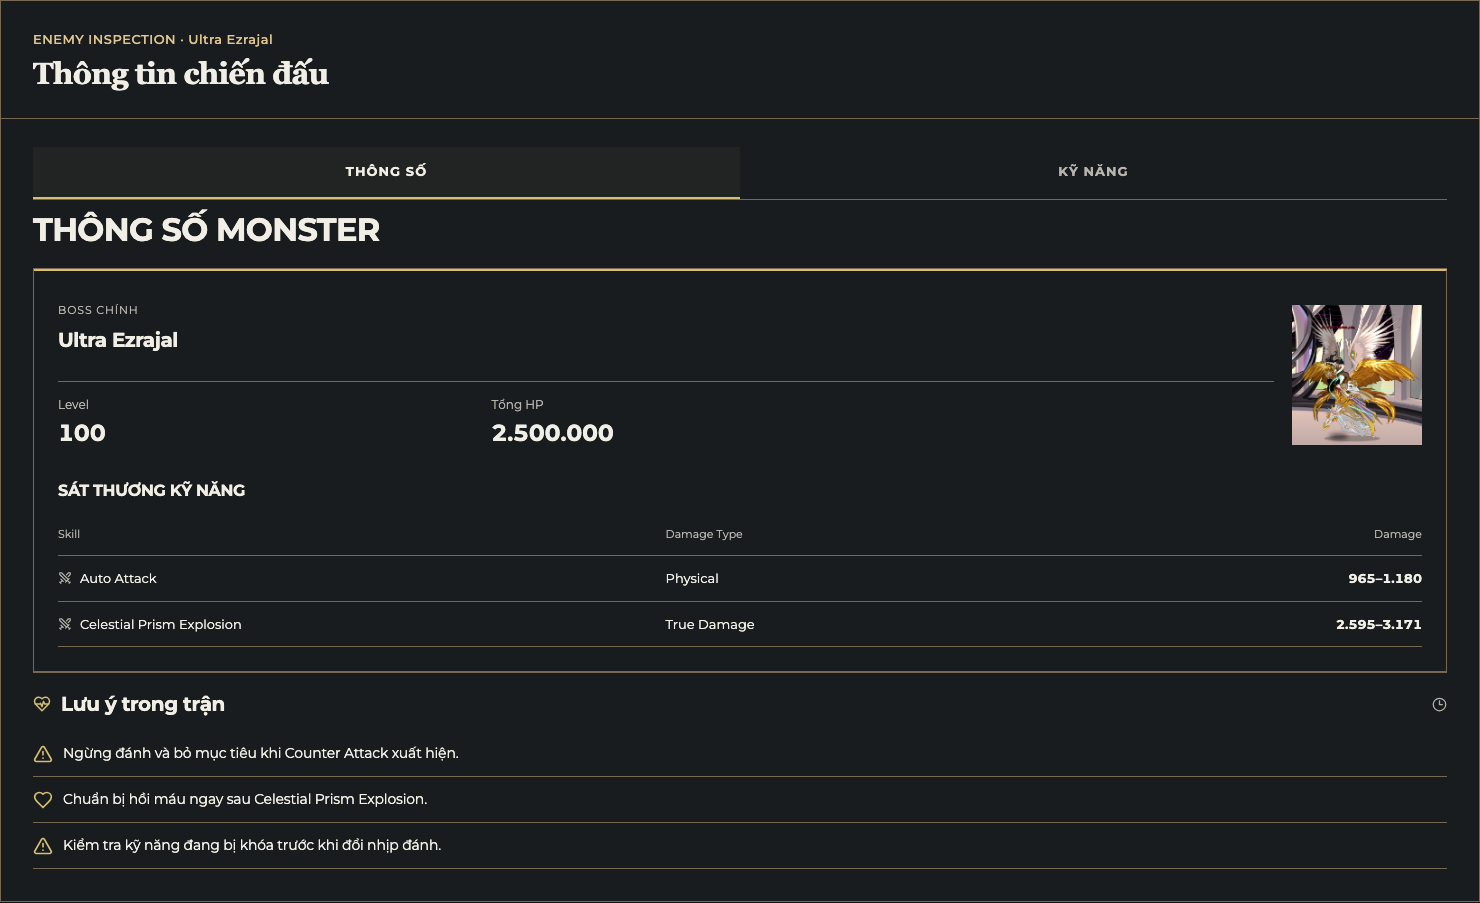 ENEMY INSPECTION · Ultra Ezrajal
Thông tin chiến đấu
THÔNG SỐ
KỸ NĂNG
THÔNG SỐ MONSTER
BOSS CHÍNH
Ultra Ezrajal
Level
Tổng HP
100
2.500.000
SÁT THƯƠNG KỸ NĂNG
Skill
Damage Type
Damage
Auto Attack
Physical
965–1.180
Celestial Prism Explosion
True Damage
2.595–3.171
Lưu ý trong trận
Ngừng đánh và bỏ mục tiêu khi Counter Attack xuất hiện.
Chuẩn bị hồi máu ngay sau Celestial Prism Explosion.
Kiểm tra kỹ năng đang bị khóa trước khi đổi nhịp đánh.